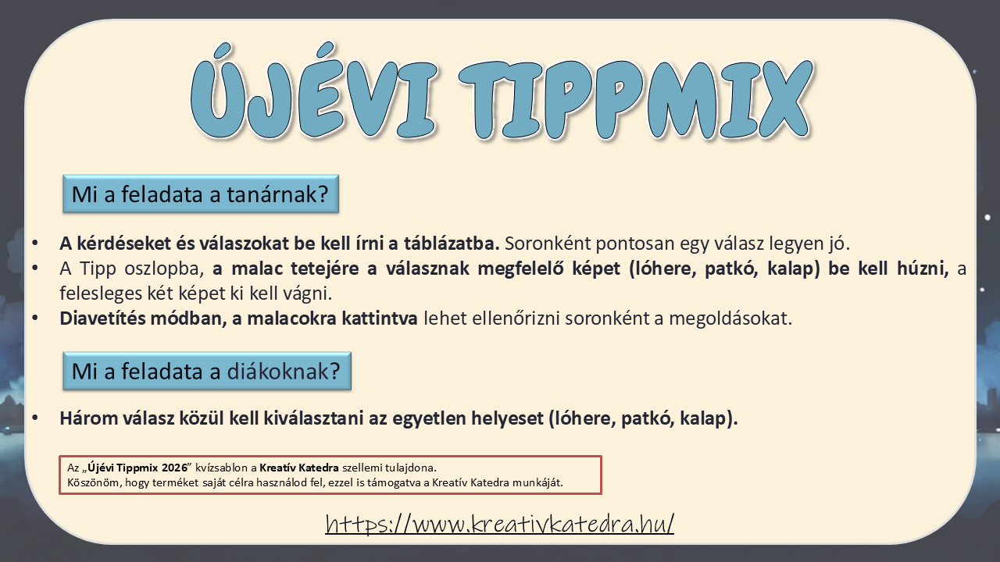 ÚJÉVI TIPPMIX
Mi a feladata a tanárnak?
• A kérdéseket és válaszokat be kell írni a táblázatba. Soronként pontosan egy válasz legyen jó.
• A Tipp oszlopba, a malac tetejére a válasznak megfelelő képet (lóhere, patkó, kalap) be kell húzni, a
felesleges két képet ki kell vágni.
• Diavetítés módban, a malacokra kattintva lehet ellenőrizni soronként a megoldásokat.
Mi a feladata a diákoknak?
• Három válasz közül kell kiválasztani az egyetlen helyeset (lóhere, patkó, kalap).
Az „Újévi Tippmix 2026” kvízsablon a Kreatív Katedra szellemi tulajdona.
Köszönöm, hogy terméket saját célra használod fel, ezzel is támogatva a Kreatív Katedra munkáját.
https://www.kreativkatedra.hu/